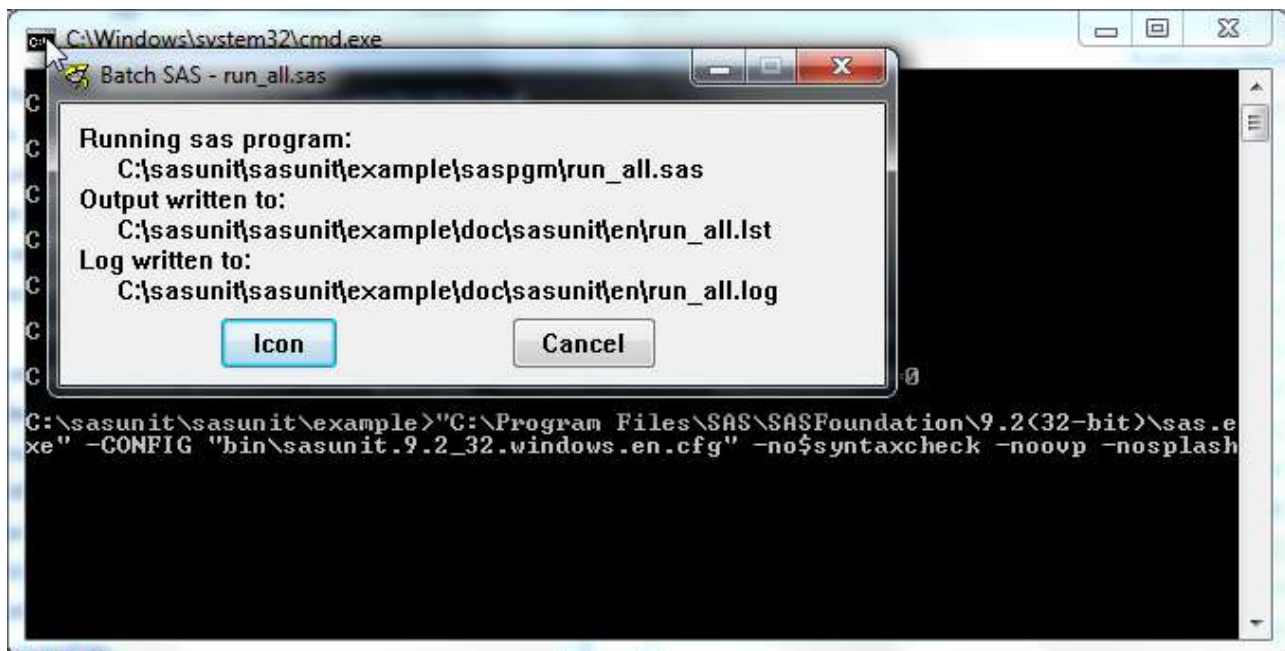 C:\Windows\system32\cmd.exe
Batch SAS - run_all.sas
Running sas program:
C:\sasunit\sasunit\example\saspgm\run_all.sas
Output written to:
C:\sasunit\sasunit\example\doc\sasunit\en\run_all.lst
Log written to:
C:\sasunit\sasunit\example\doc\sasunit\en\run_all.log
Icon Cancel
C
C
C
C
C
C
C =0
C:\sasunit\sasunit\example>"C:\Program Files\SAS\SASFoundation\9.2(32-bit)\sas.e
xe" -CONFIG "bin\sasunit.9.2_32.windows.en.cfg" -no$syntaxcheck -noovp -nosplash